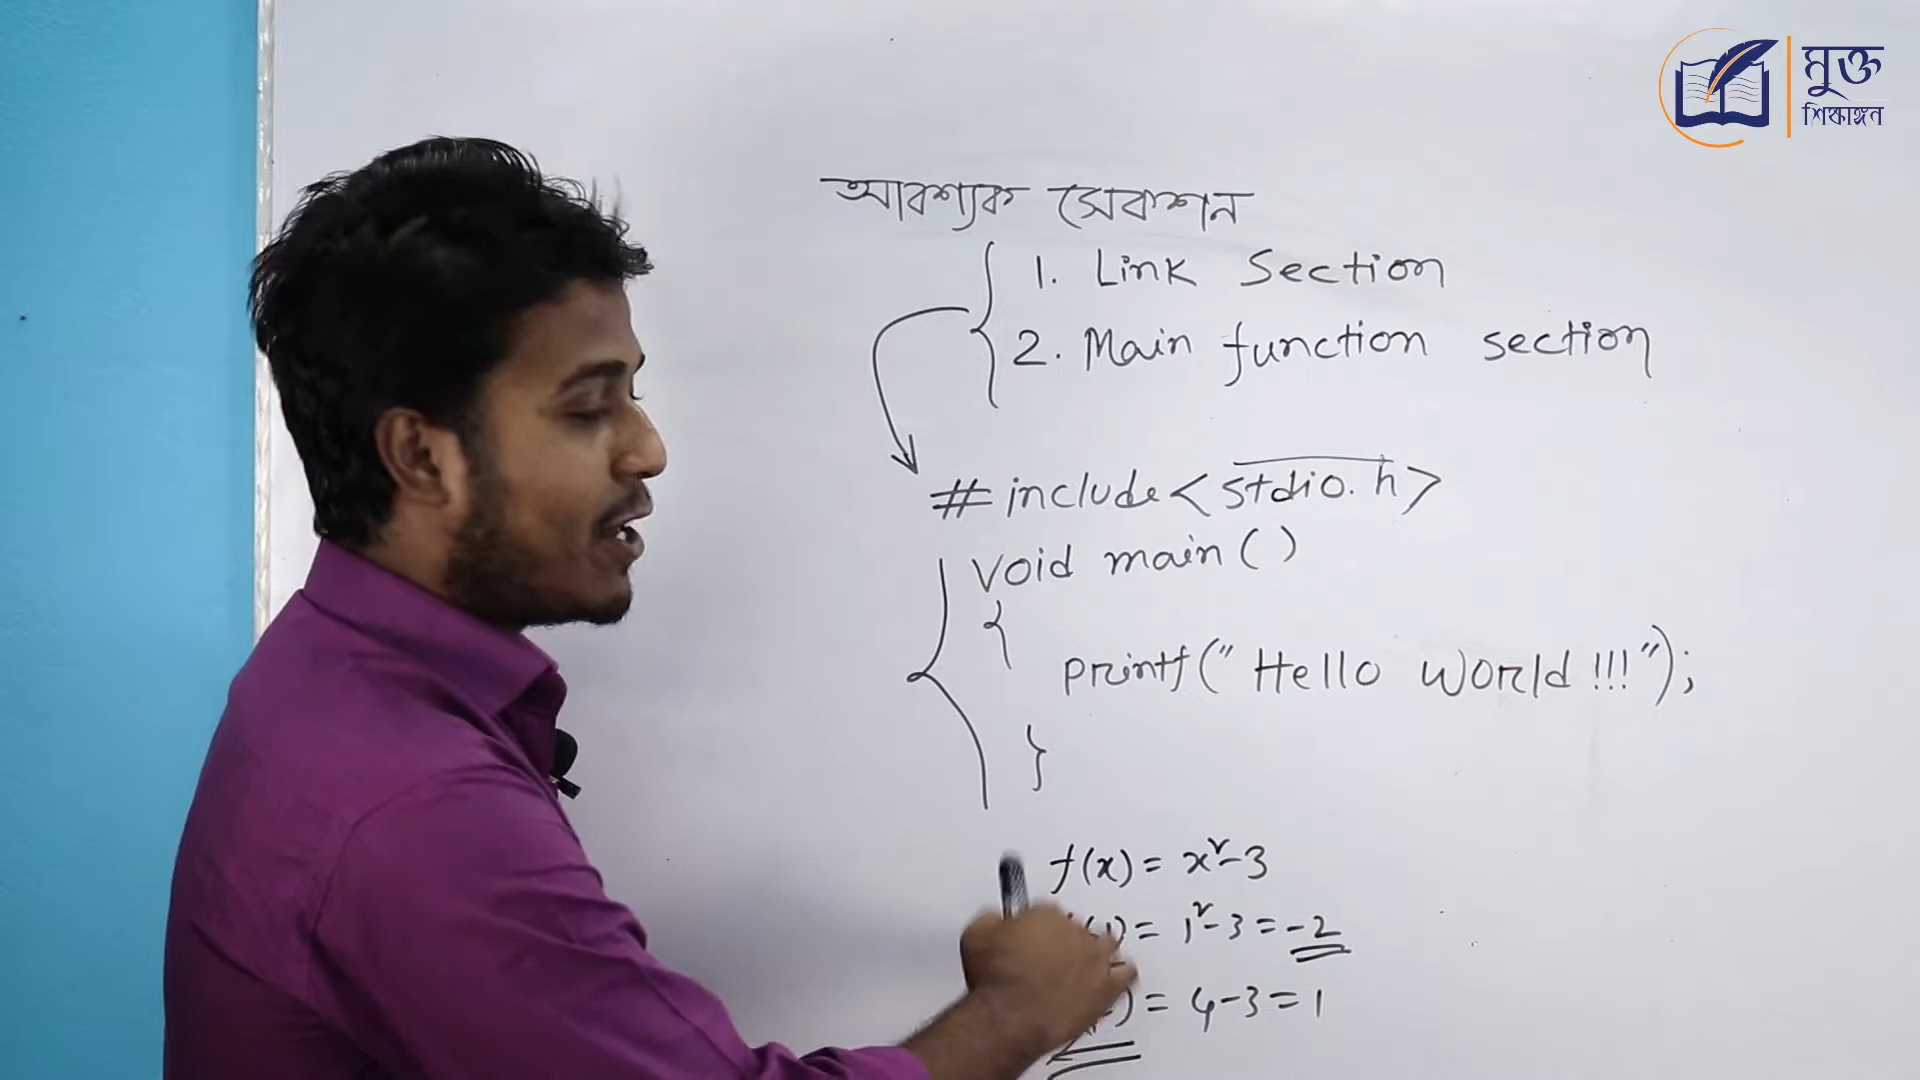 মুক্ত
শিক্ষাঙ্গন
আবশ্যক সেকশন
1. Link Section
2. Main function section
#include<stdio.h>
void main()
{
printf("Hello World!!!");
}
f(x) = x²-3
(1) = 1²-3 = -2
) = 4-3 = 1